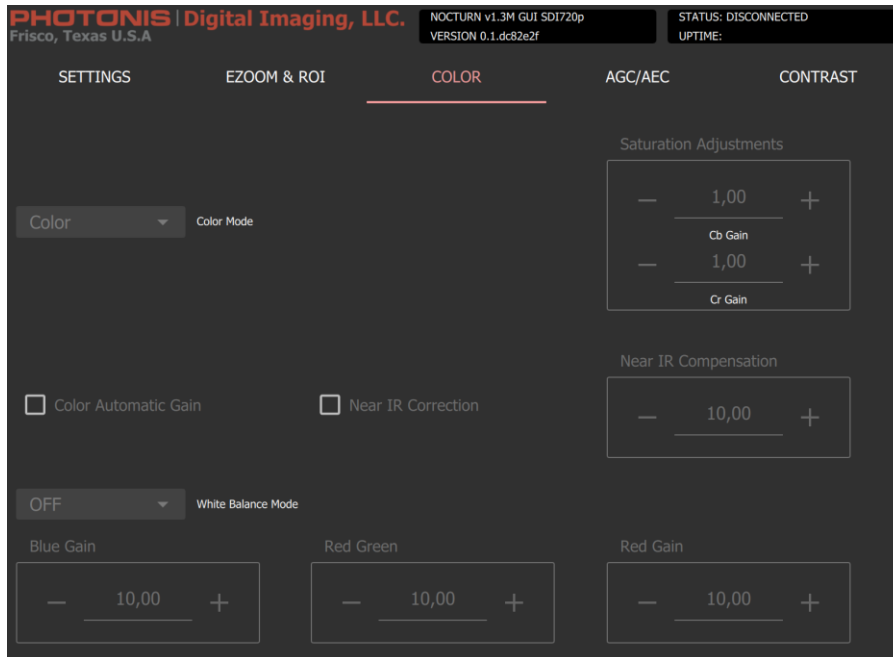 PHOTONIS | Digital Imaging, LLC.
Frisco, Texas U.S.A
NOCTURN v1.3M GUI SDI720p
VERSION 0.1.dc82e2f
STATUS: DISCONNECTED
UPTIME:
SETTINGS EZOOM & ROI COLOR AGC/AEC CONTRAST
Saturation Adjustments
Color Color Mode
− 1,00 +
Cb Gain
− 1,00 +
Cr Gain
Near IR Compensation
Color Automatic Gain Near IR Correction
− 10,00 +
OFF White Balance Mode
Blue Gain Red Green Red Gain
− 10,00 + − 10,00 + − 10,00 +